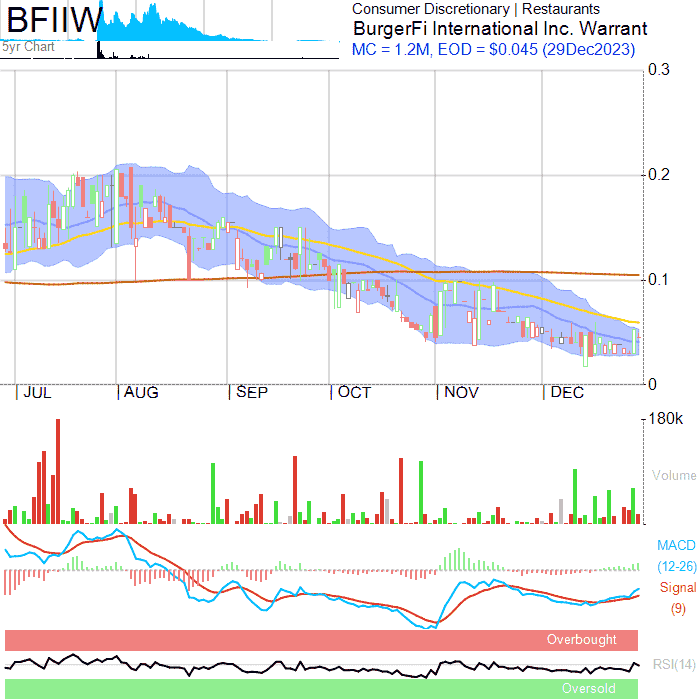 BFIIW
5yr Chart
Consumer Discretionary | Restaurants
BurgerFi International Inc. Warrant
MC = 1.2M, EOD = $0.045 (29Dec2023)
0.3
0.2
0.1
0
JUL AUG SEP OCT NOV DEC
180k
Volume
MACD
(12-26)
Signal
(9)
Overbought
RSI(14)
Oversold